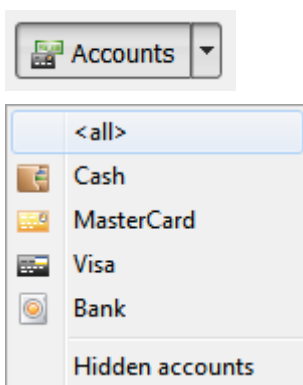 Accounts
<all>
Cash
MasterCard
Visa
Bank
Hidden accounts